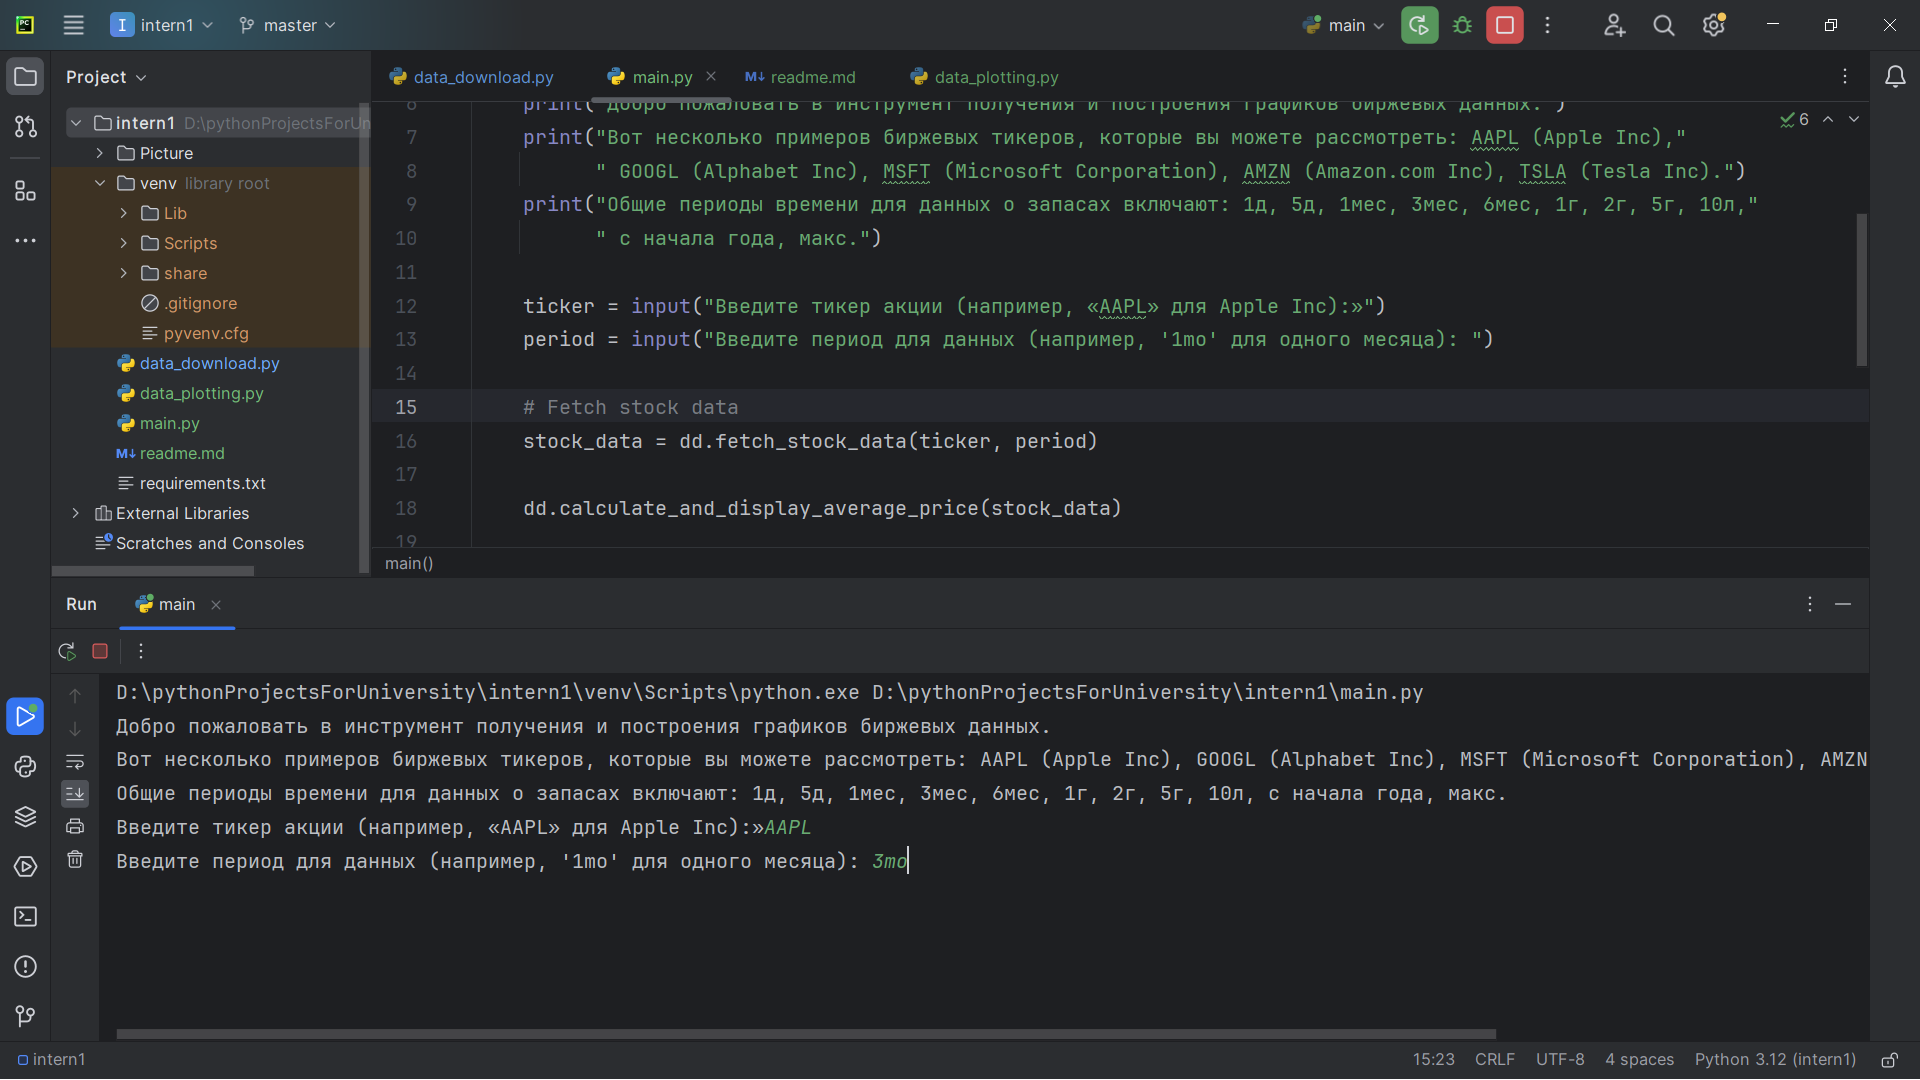 PC
I intern1
master
main
Project
data_download.py
main.py
M↓ readme.md
data_plotting.py
intern1 D:\pythonProjectsForUn
Picture
venv library root
Lib
Scripts
share
.gitignore
pyvenv.cfg
data_download.py
data_plotting.py
main.py
M↓ readme.md
requirements.txt
External Libraries
Scratches and Consoles
6
6 print("Добро пожаловать в инструмент получения и построения графиков биржевых данных.")
7 print("Вот несколько примеров биржевых тикеров, которые вы можете рассмотреть: AAPL (Apple Inc),"
8 " GOOGL (Alphabet Inc), MSFT (Microsoft Corporation), AMZN (Amazon.com Inc), TSLA (Tesla Inc).")
9 print("Общие периоды времени для данных о запасах включают: 1д, 5д, 1мес, 3мес, 6мес, 1г, 2г, 5г, 10л,"
10 " с начала года, макс.")
11
12 ticker = input("Введите тикер акции (например, «AAPL» для Apple Inc):»")
13 period = input("Введите период для данных (например, '1mo' для одного месяца): ")
14
15 # Fetch stock data
16 stock_data = dd.fetch_stock_data(ticker, period)
17
18 dd.calculate_and_display_average_price(stock_data)
19
main()
Run
main
D:\pythonProjectsForUniversity\intern1\venv\Scripts\python.exe D:\pythonProjectsForUniversity\intern1\main.py
Добро пожаловать в инструмент получения и построения графиков биржевых данных.
Вот несколько примеров биржевых тикеров, которые вы можете рассмотреть: AAPL (Apple Inc), GOOGL (Alphabet Inc), MSFT (Microsoft Corporation), AMZN
Общие периоды времени для данных о запасах включают: 1д, 5д, 1мес, 3мес, 6мес, 1г, 2г, 5г, 10л, с начала года, макс.
Введите тикер акции (например, «AAPL» для Apple Inc):»AAPL
Введите период для данных (например, '1mo' для одного месяца): 3mo
intern1
15:23 CRLF UTF-8 4 spaces Python 3.12 (intern1)